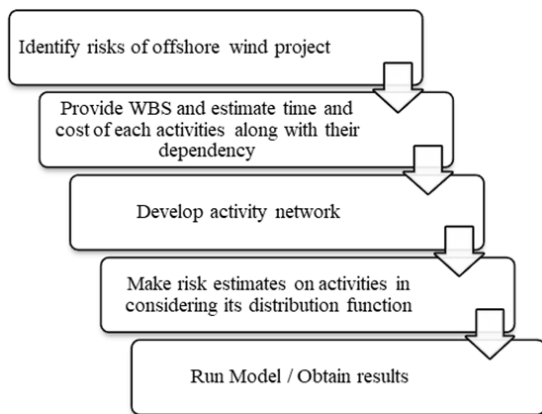 Identify risks of offshore wind project
Provide WBS and estimate time and
cost of each activities along with their
dependency
Develop activity network
Make risk estimates on activities in
considering its distribution function
Run Model / Obtain results